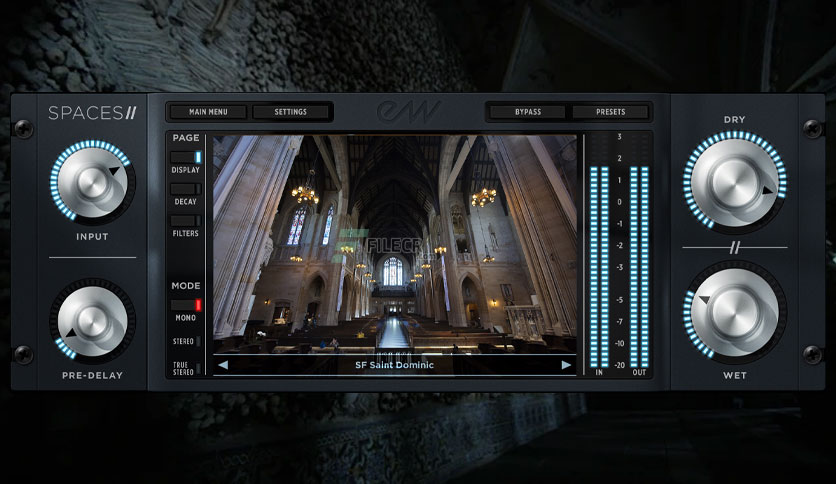 SPACES II
MAIN MENU
SETTINGS
EW
BYPASS
PRESETS
PAGE
DISPLAY
DECAY
FILTERS
MODE
MONO
STEREO
TRUE
STEREO
INPUT
PRE-DELAY
FILECR
SF Saint Dominic
3
2
1
0
-1
-2
-3
-5
-7
-10
-20
IN
OUT
DRY
WET